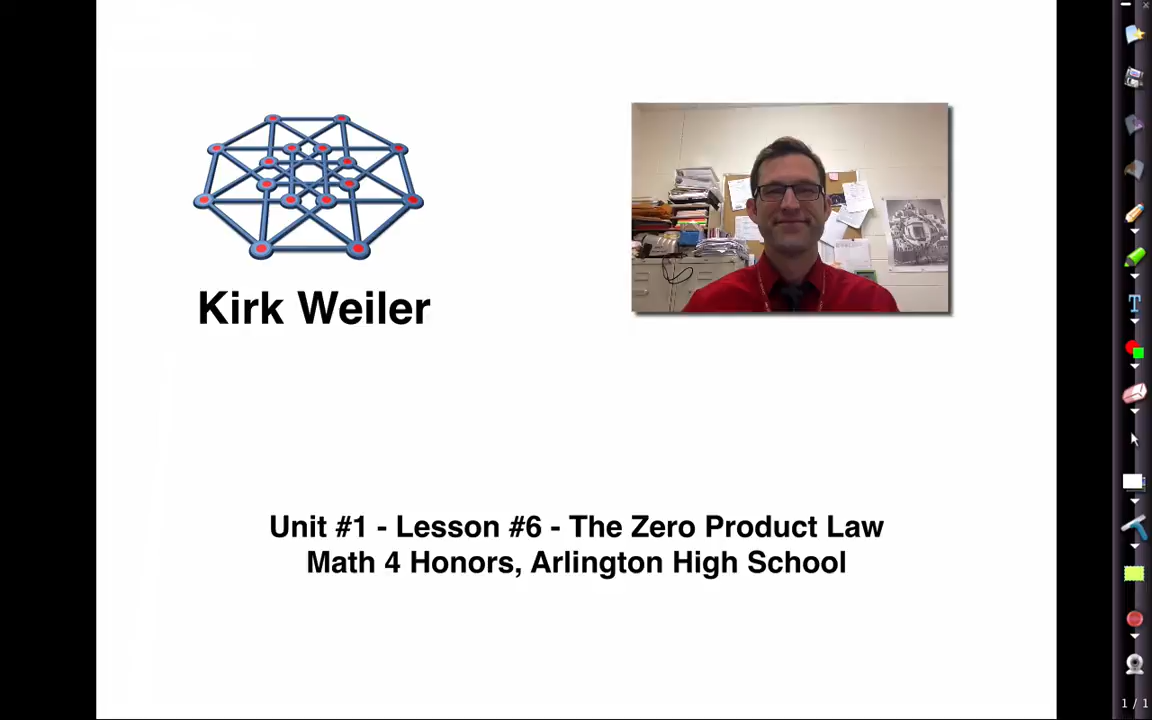 Kirk Weiler
Unit #1 - Lesson #6 - The Zero Product Law
Math 4 Honors, Arlington High School
T
1 / 1